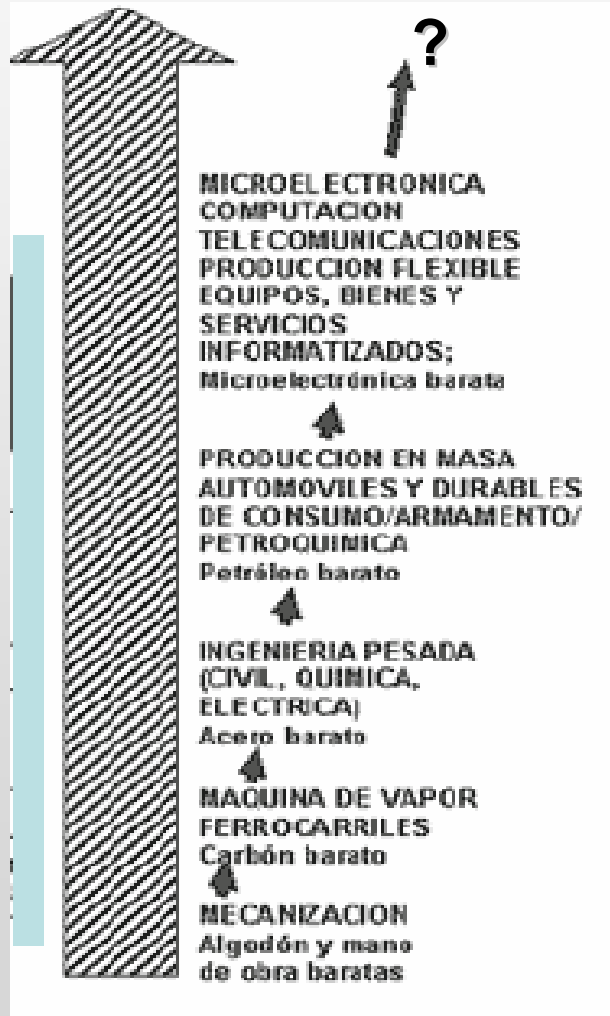 ?
MICROELECTRONICA
COMPUTACION
TELECOMUNICACIONES
PRODUCCION FLEXIBLE
EQUIPOS, BIENES Y
SERVICIOS
INFORMATIZADOS;
Microelectrónica barata
PRODUCCION EN MASA
AUTOMOVILES Y DURABLES
DE CONSUMO/ARMAMENTO/
PETROQUIMICA
Petróleo barato
INGENIERIA PESADA
(CIVIL, QUIMICA,
ELECTRICA)
Acero barato
MAQUINA DE VAPOR
FERROCARRILES
Carbón barato
MECANIZACION
Algodón y mano
de obra baratas